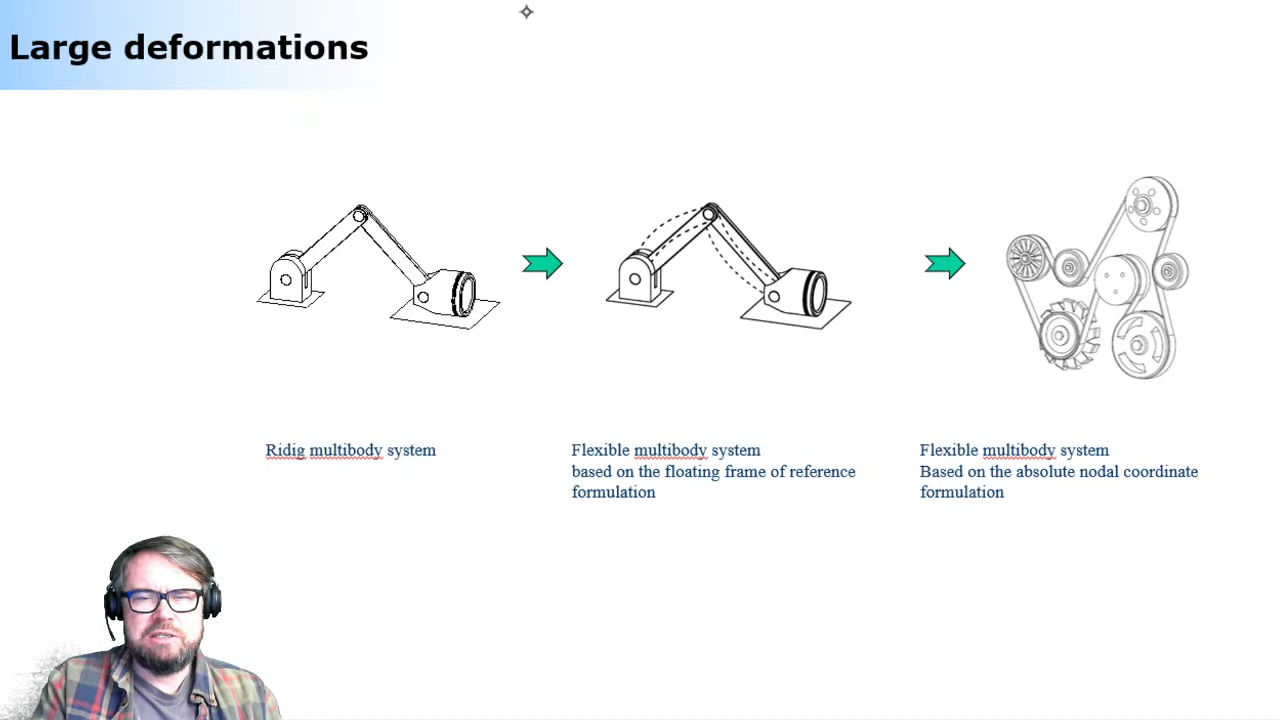 Large deformations
Ridig multibody system
Flexible multibody system
based on the floating frame of reference
formulation
Flexible multibody system
Based on the absolute nodal coordinate
formulation